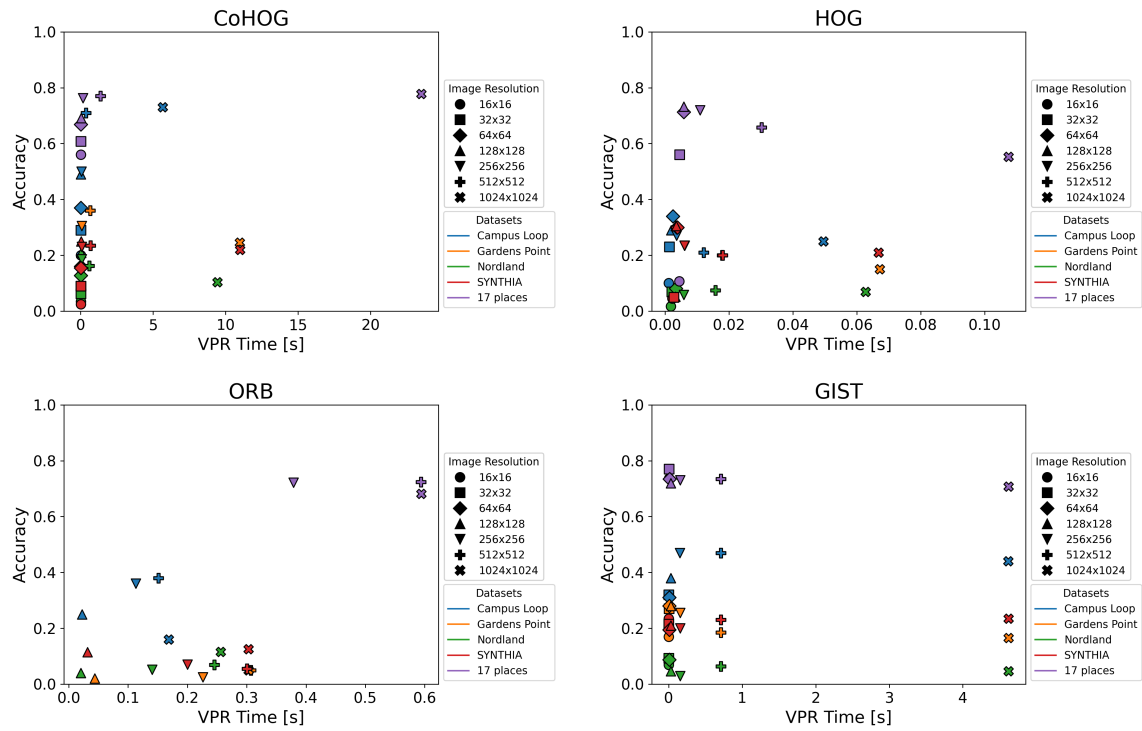 CoHOG
Accuracy
1.0
0.8
0.6
0.4
0.2
0.0
0
5
10
15
20
VPR Time [s]
Image Resolution
16x16
32x32
64x64
128x128
256x256
512x512
1024x1024
Datasets
Campus Loop
Gardens Point
Nordland
SYNTHIA
17 places
HOG
Accuracy
1.0
0.8
0.6
0.4
0.2
0.0
0.00
0.02
0.04
0.06
0.08
0.10
VPR Time [s]
Image Resolution
16x16
32x32
64x64
128x128
256x256
512x512
1024x1024
Datasets
Campus Loop
Gardens Point
Nordland
SYNTHIA
17 places
ORB
Accuracy
1.0
0.8
0.6
0.4
0.2
0.0
0.0
0.1
0.2
0.3
0.4
0.5
0.6
VPR Time [s]
Image Resolution
16x16
32x32
64x64
128x128
256x256
512x512
1024x1024
Datasets
Campus Loop
Gardens Point
Nordland
SYNTHIA
17 places
GIST
Accuracy
1.0
0.8
0.6
0.4
0.2
0.0
0
1
2
3
4
VPR Time [s]
Image Resolution
16x16
32x32
64x64
128x128
256x256
512x512
1024x1024
Datasets
Campus Loop
Gardens Point
Nordland
SYNTHIA
17 places